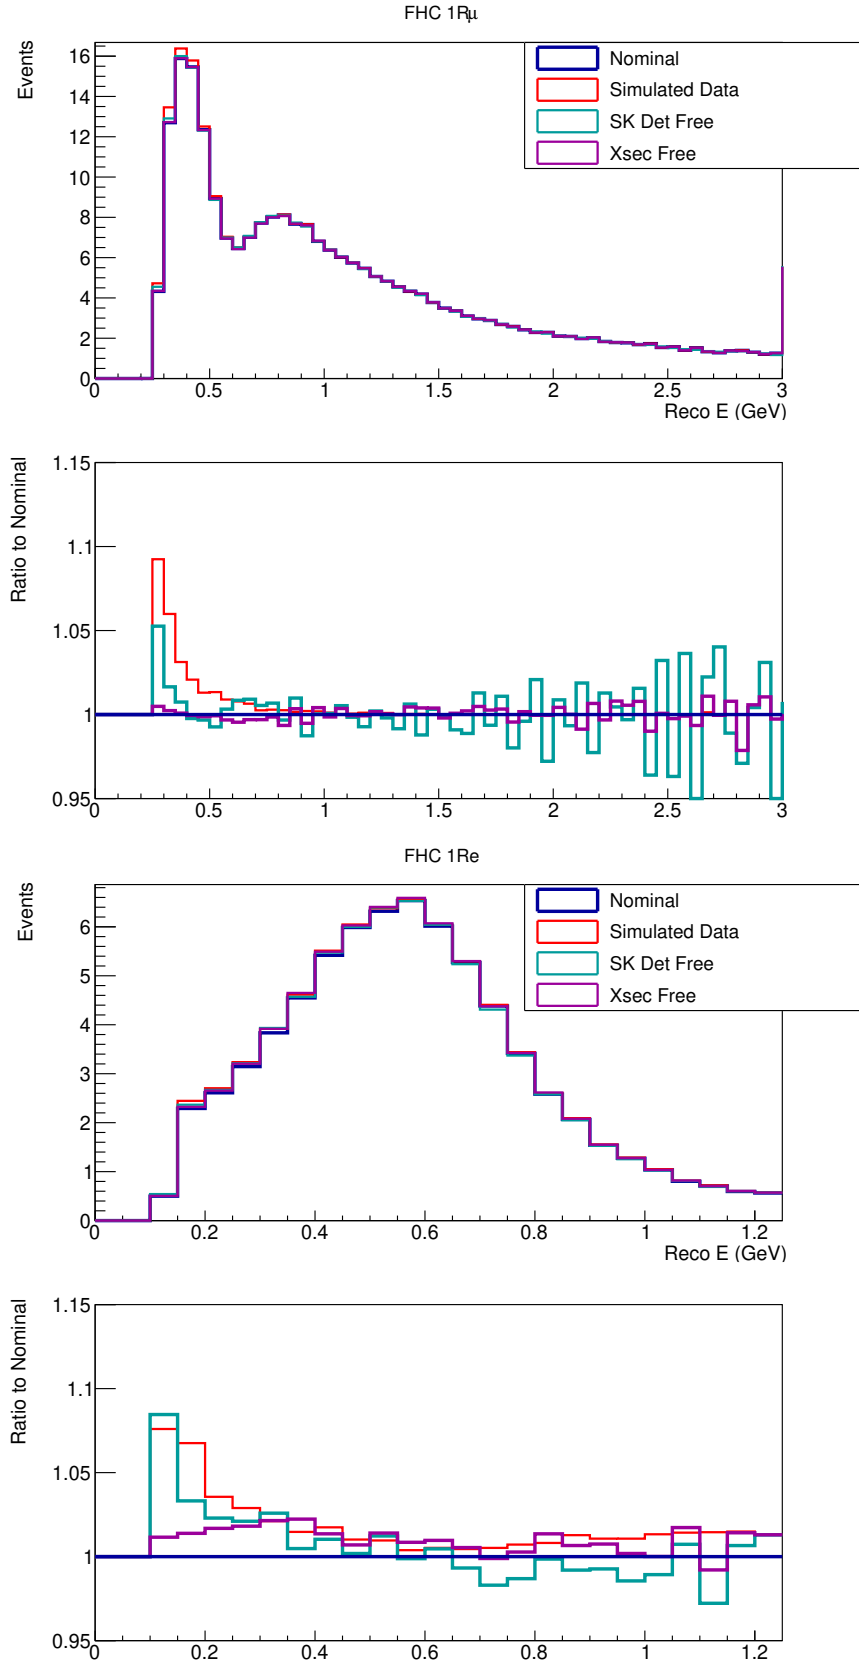 FHC 1Rμ
Events
16
14
12
10
8
6
4
2
0
0 0.5 1 1.5 2 2.5 3
Reco E (GeV)
Nominal
Simulated Data
SK Det Free
Xsec Free
Ratio to Nominal
1.15
1.1
1.05
1
0.95
0 0.5 1 1.5 2 2.5 3
FHC 1Re
Events
6
5
4
3
2
1
0
0 0.2 0.4 0.6 0.8 1 1.2
Reco E (GeV)
Nominal
Simulated Data
SK Det Free
Xsec Free
Ratio to Nominal
1.15
1.1
1.05
1
0.95
0 0.2 0.4 0.6 0.8 1 1.2